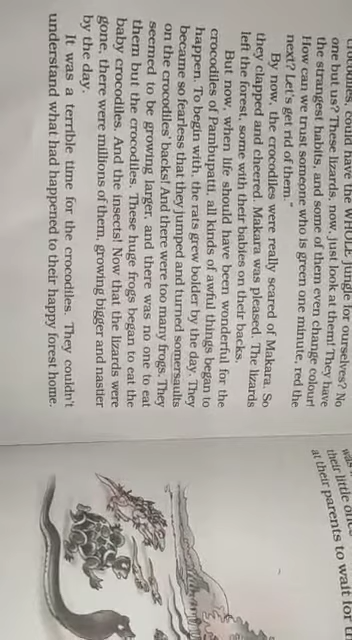 crocodiles, could have the WHOLE jungle for ourselves? No
one but us? These lizards, now, just look at them! They have
the strangest habits, and some of them even change colour!
How can we trust someone who is green one minute, red the
next? Let's get rid of them."
By now, the crocodiles were really scared of Makara. So
they clapped and cheered. Makara was pleased. The lizards
left the forest, some with their babies on their backs.
But now, when life should have been wonderful for the
crocodiles of Pambupatti, all kinds of awful things began to
happen. To begin with, the rats grew bolder by the day. They
became so fearless that they jumped and turned somersaults
on the crocodiles' backs! And there were too many frogs. They
seemed to be growing larger, and there was no one to eat
them but the crocodiles. These huge frogs began to eat the
baby crocodiles. And the insects! Now that the lizards were
gone, there were millions of them, growing bigger and nastier
by the day.
It was a terrible time for the crocodiles. They couldn't
understand what had happened to their happy forest home.
their little
at their parents to wait for